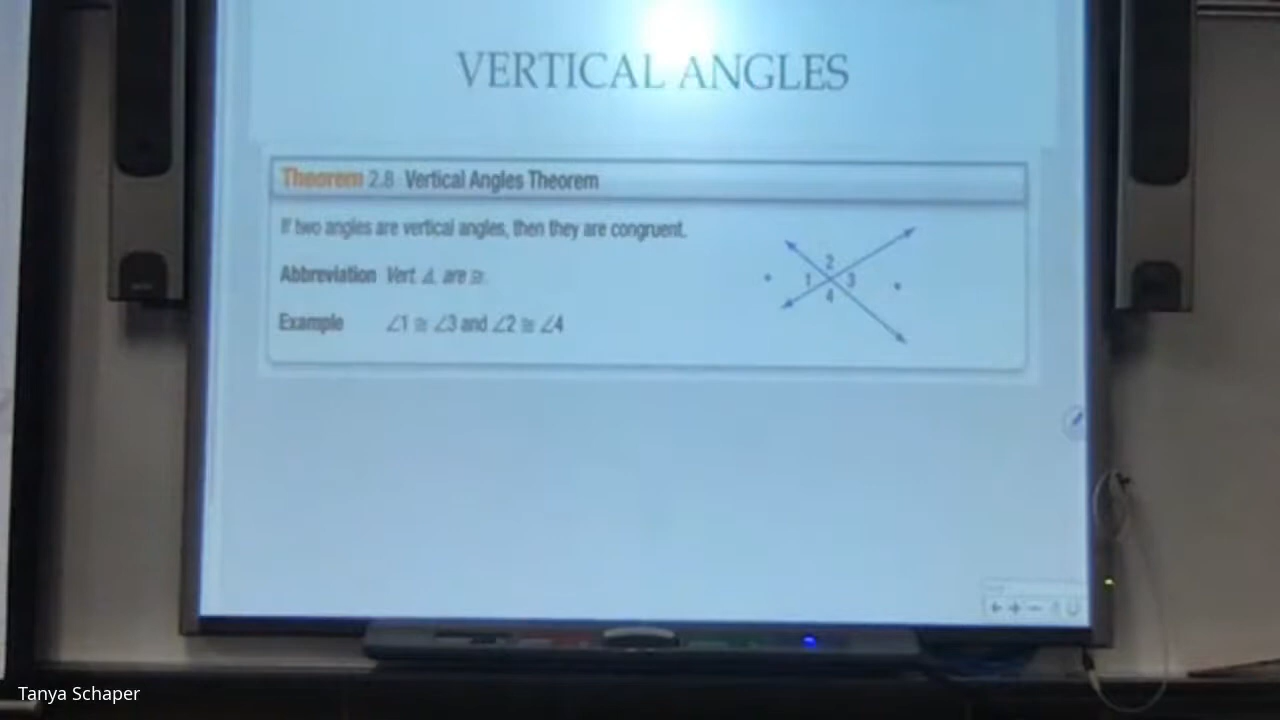 VERTICAL ANGLES
Theorem 2.8 Vertical Angles Theorem
If two angles are vertical angles, then they are congruent.
Abbreviation Vert. ∠s are ≅.
Example ∠1 ≅ ∠3 and ∠2 ≅ ∠4
2
1 3
4
Tanya Schaper